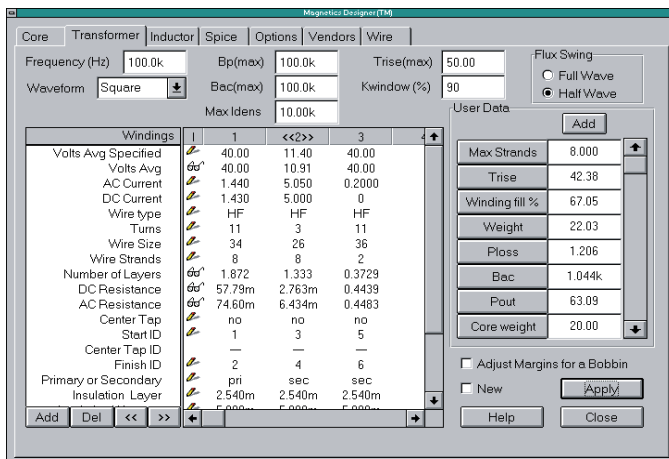 Magnetics Designer(TM)
Core Transformer Inductor Spice Options Vendors Wire
Frequency (Hz) 100.0k Bp(max) 100.0k Trise(max) 50.00 Flux Swing
Waveform Square Bac(max) 100.0k Kwindow (%) 90 Full Wave
Half Wave
Max Idens 10.00k
User Data
Add
Windings I 1 <<2>> 3
Volts Avg Specified 40.00 11.40 40.00
Volts Avg 40.00 10.91 40.00
AC Current 1.440 5.050 0.2000
DC Current 1.430 5.000 0
Wire type HF HF HF
Turns 11 3 11
Wire Size 34 26 36
Wire Strands 8 8 2
Number of Layers 1.872 1.333 0.3729
DC Resistance 57.79m 2.763m 0.4439
AC Resistance 74.60m 6.434m 0.4483
Center Tap no no no
Start ID 1 3 5
Center Tap ID — — —
Finish ID 2 4 6
Primary or Secondary pri sec sec
Insulation Layer 2.540m 2.540m 2.540m
Add Del << >>
Max Strands 8.000
Trise 42.38
Winding fill % 67.05
Weight 22.03
Ploss 1.206
Bac 1.044k
Pout 63.09
Core weight 20.00
Adjust Margins for a Bobbin
New Apply
Help Close